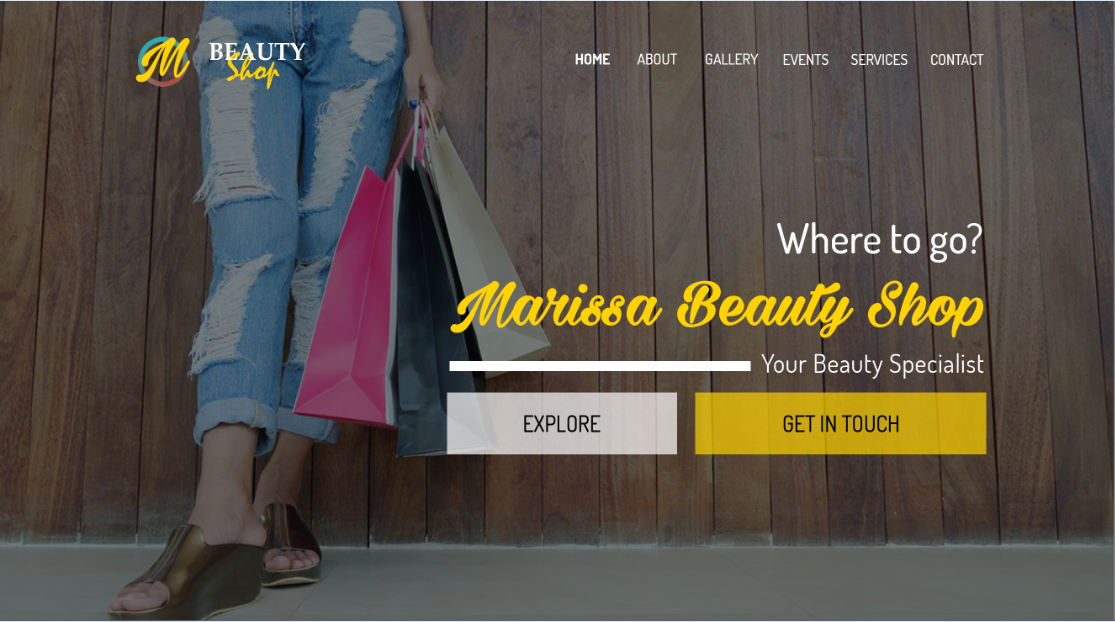 M BEAUTY
Shop
HOME ABOUT GALLERY EVENTS SERVICES CONTACT
Where to go?
Marissa Beauty Shop
Your Beauty Specialist
EXPLORE GET IN TOUCH